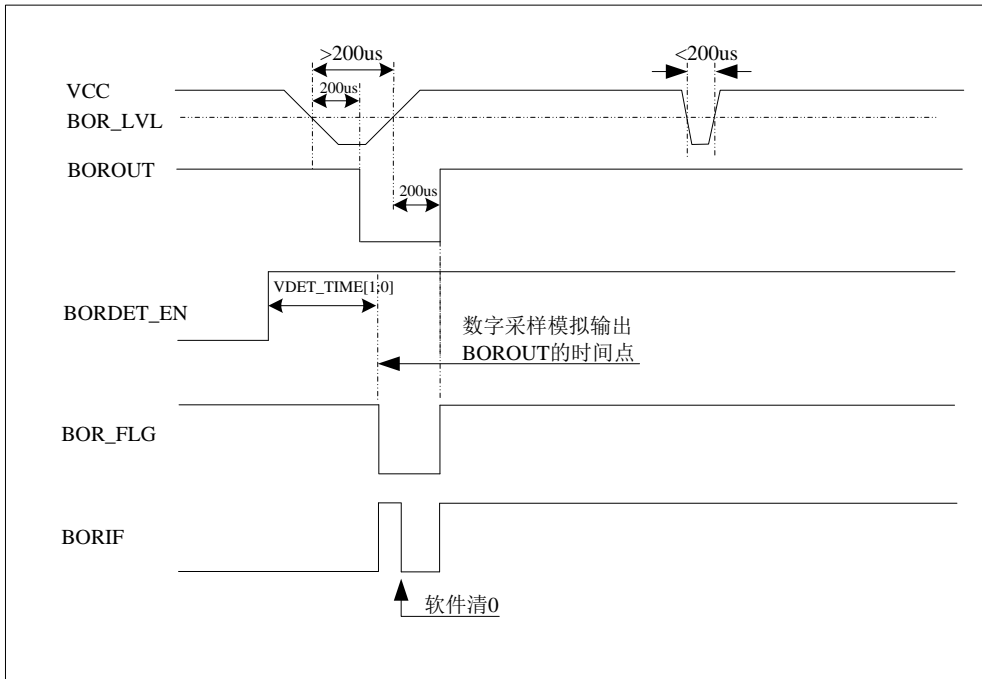 >200us
<200us
VCC
200us
BOR_LVL
BOROUT
200us
VDET_TIME[1:0]
BORDET_EN
数字采样模拟输出
BOROUT的时间点
BOR_FLG
BORIF
软件清0